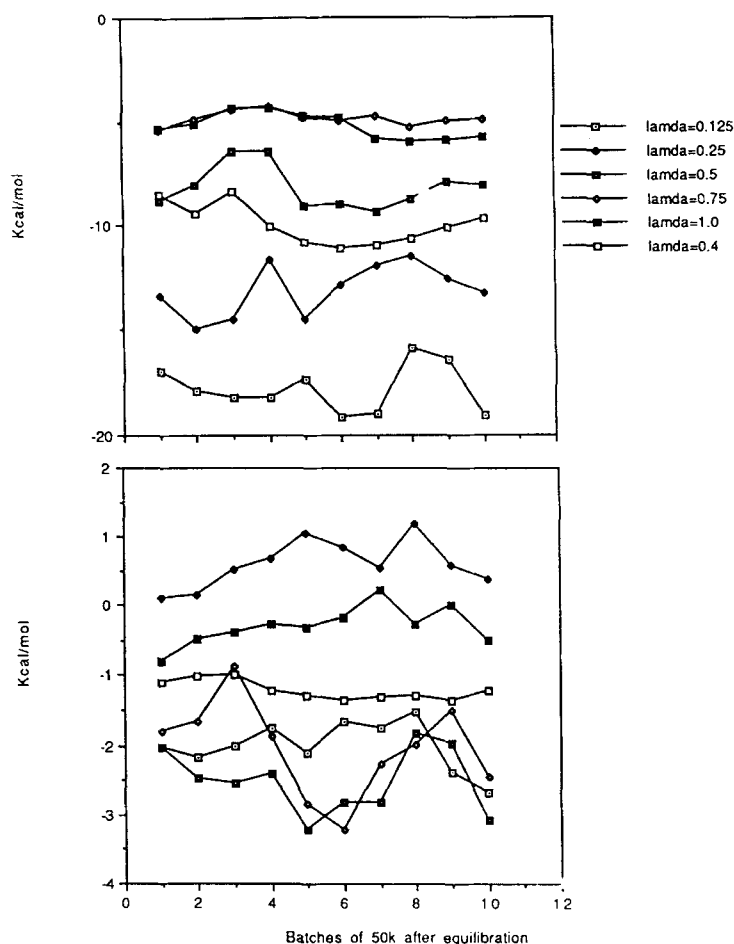 0
-10
-20
Kcal/mol
lamda=0.125
lamda=0.25
lamda=0.5
lamda=0.75
lamda=1.0
lamda=0.4
2
1
0
-1
-2
-3
-4
Kcal/mol
0 2 4 6 8 10 12
Batches of 50k after equilibration